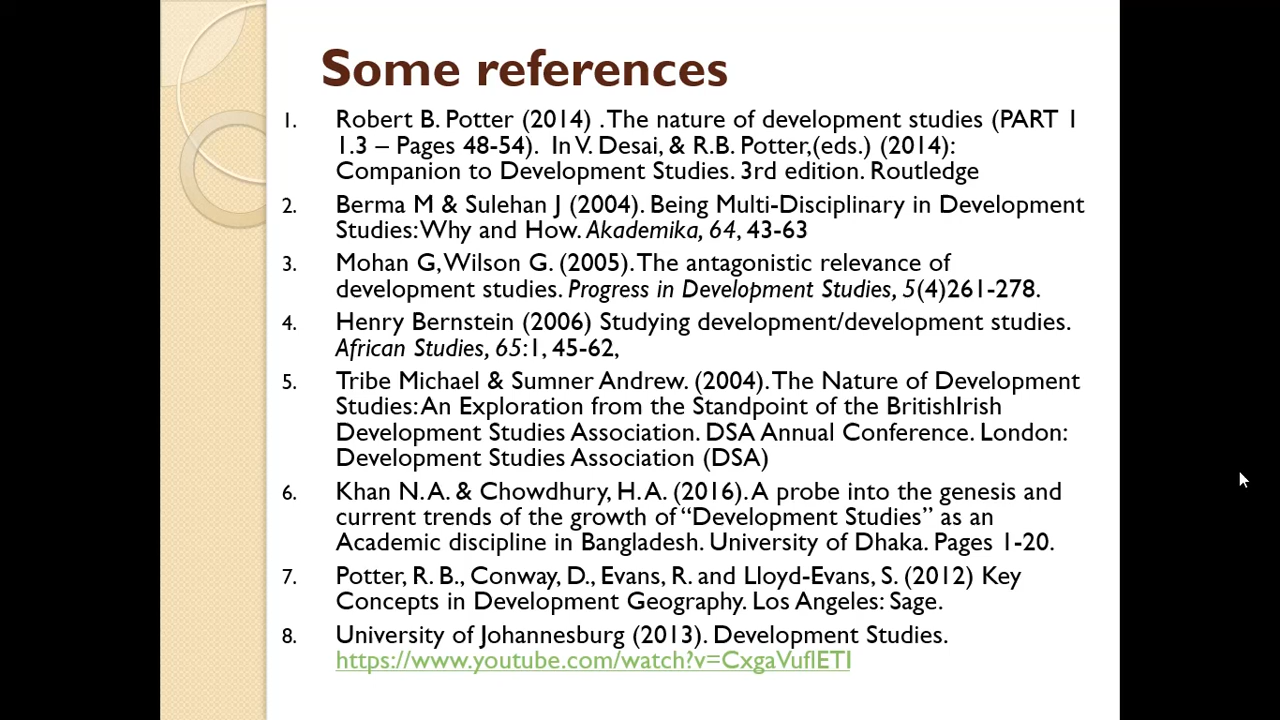 Some references
1. Robert B. Potter (2014) . The nature of development studies (PART 1
1.3 – Pages 48-54). In V. Desai, & R.B. Potter,(eds.) (2014):
Companion to Development Studies. 3rd edition. Routledge
2. Berma M & Sulehan J (2004). Being Multi-Disciplinary in Development
Studies: Why and How. Akademika, 64, 43-63
3. Mohan G, Wilson G. (2005). The antagonistic relevance of
development studies. Progress in Development Studies, 5(4)261-278.
4. Henry Bernstein (2006) Studying development/development studies.
African Studies, 65:1, 45-62,
5. Tribe Michael & Sumner Andrew. (2004). The Nature of Development
Studies: An Exploration from the Standpoint of the BritishIrish
Development Studies Association. DSA Annual Conference. London:
Development Studies Association (DSA)
6. Khan N.A. & Chowdhury, H.A. (2016). A probe into the genesis and
current trends of the growth of “Development Studies” as an
Academic discipline in Bangladesh. University of Dhaka. Pages 1-20.
7. Potter, R. B., Conway, D., Evans, R. and Lloyd-Evans, S. (2012) Key
Concepts in Development Geography. Los Angeles: Sage.
8. University of Johannesburg (2013). Development Studies.
https://www.youtube.com/watch?v=CxgaVuflETI